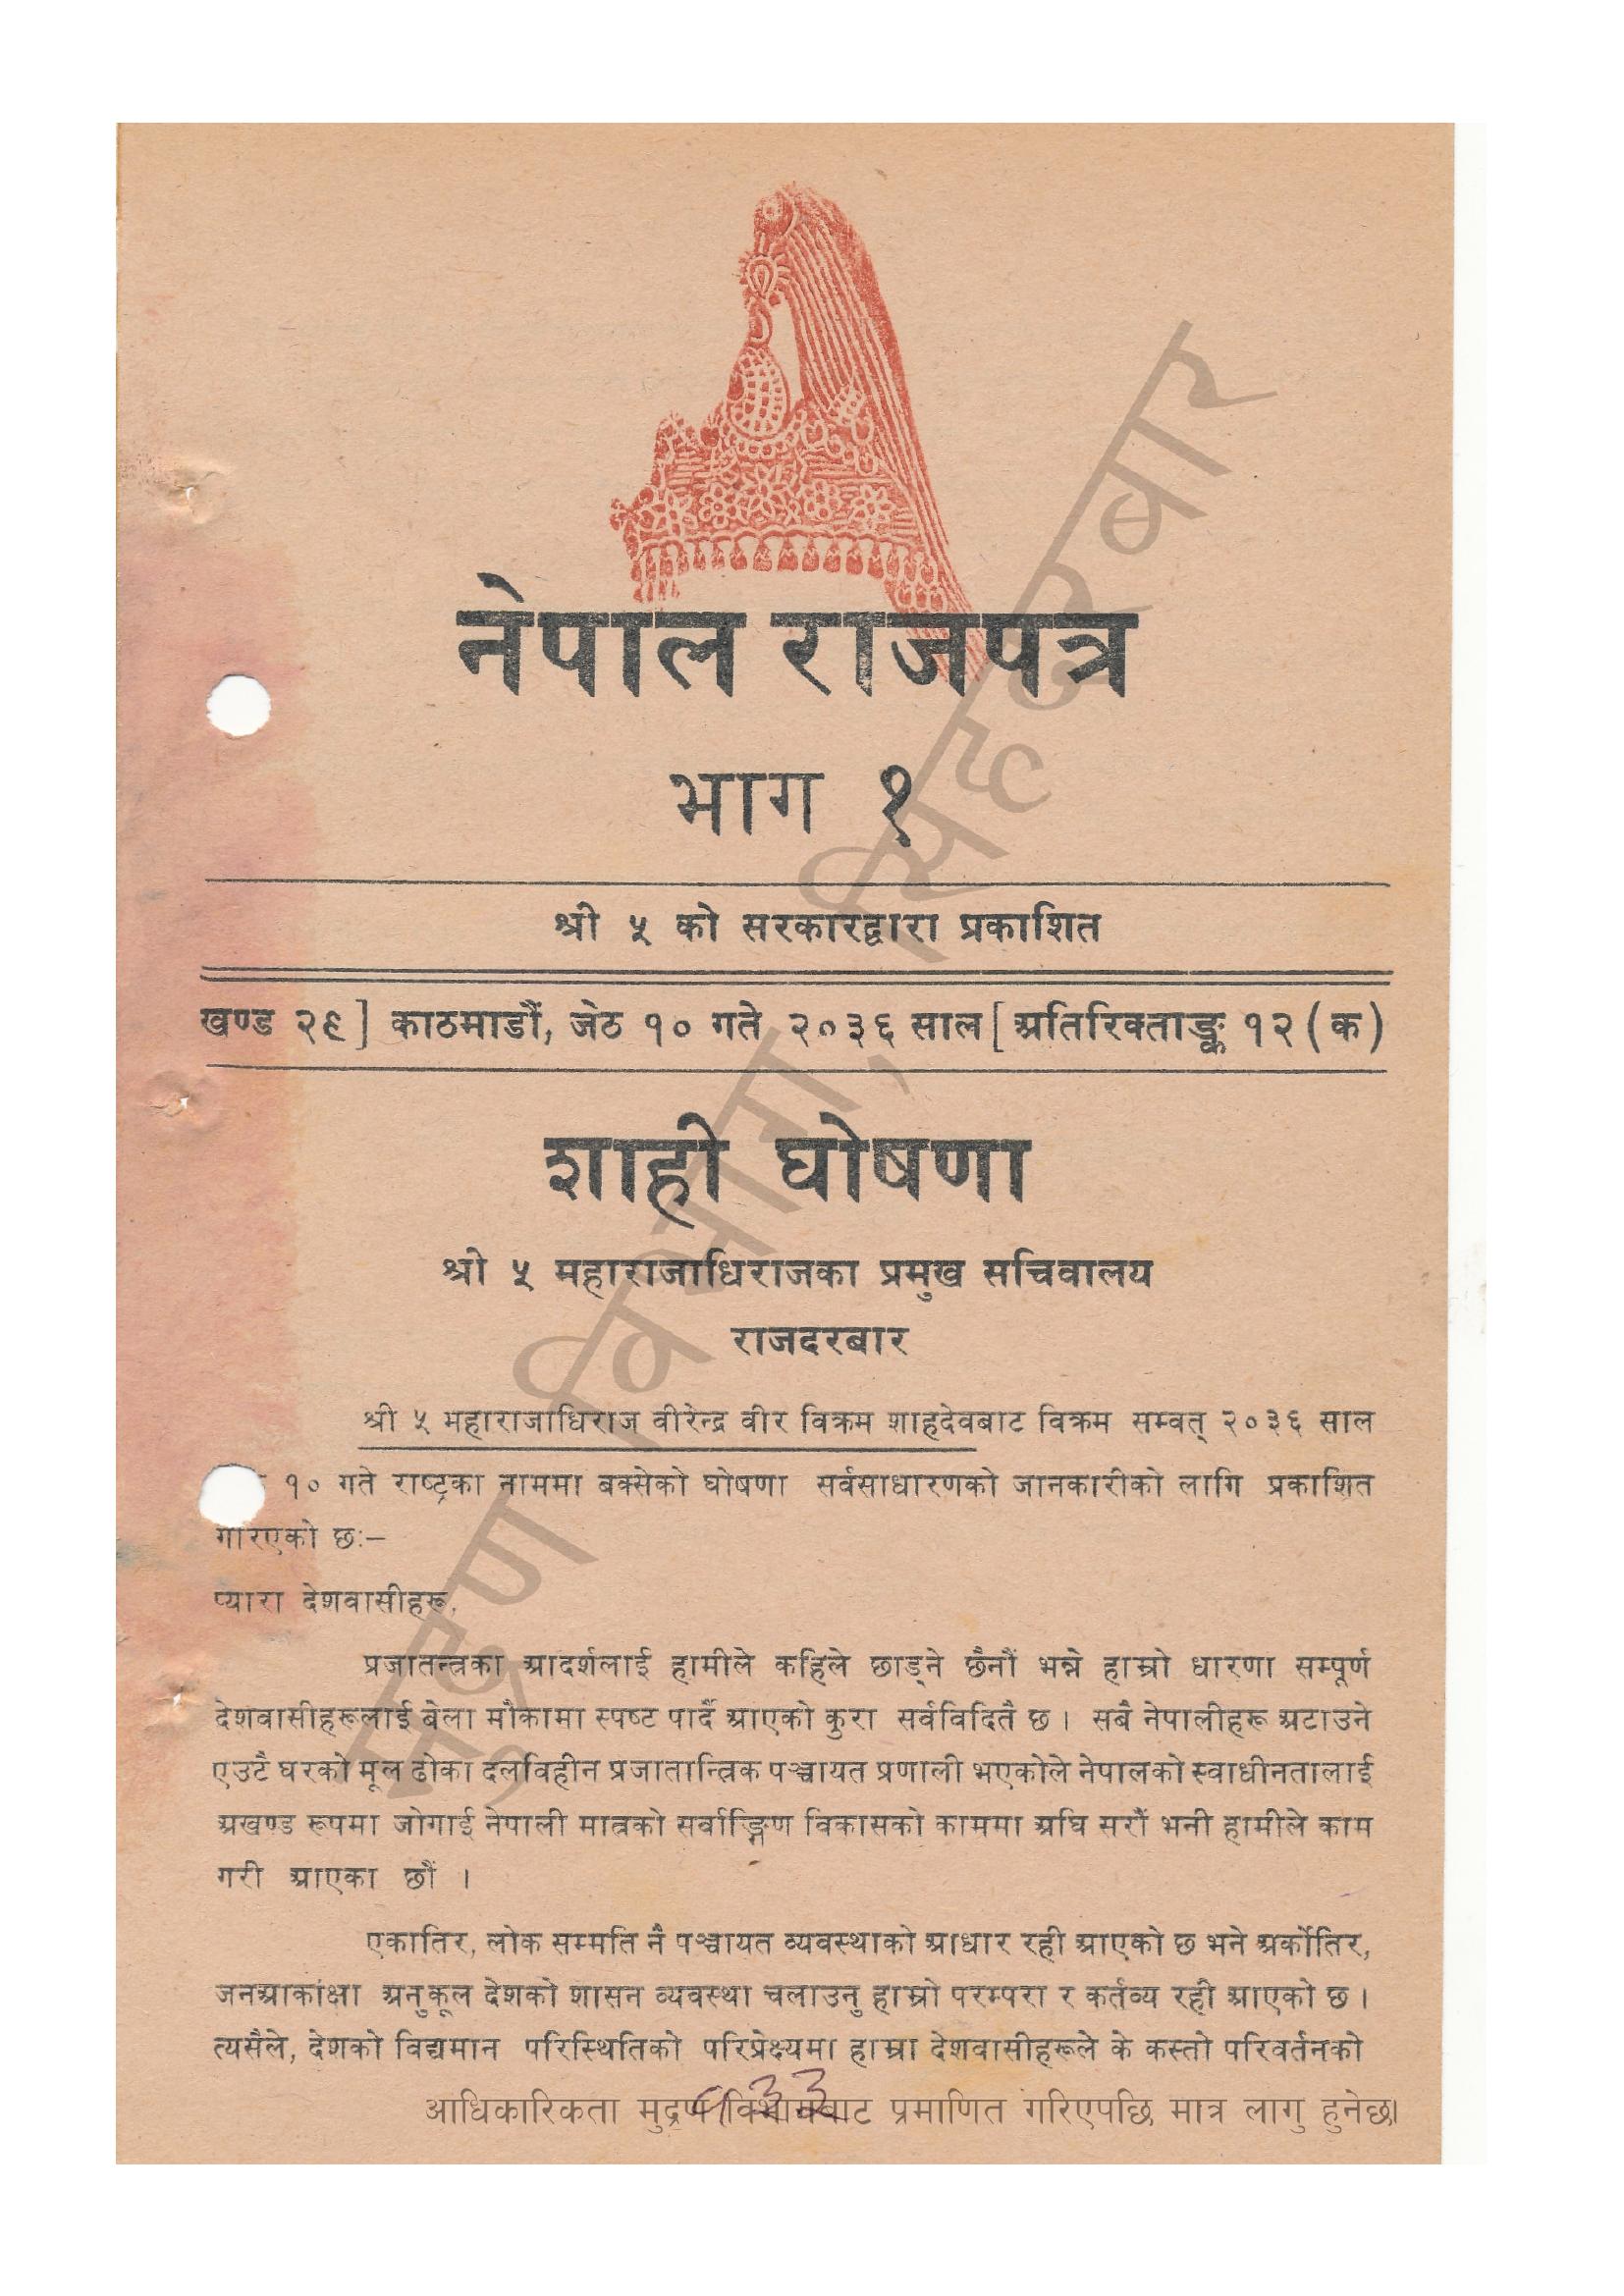 नेपाल राजपत्र
भाग १
श्री ५ को सरकारद्वारा प्रकाशित
खण्ड २९] काठमाडौं, जेठ १० गते २०३६ साल [ अतिरिक्ताङ्क १२ (क)
शाही घोषणा
श्री ५ महाराजाधिराजका प्रमुख सचिवालय
राजदरबार
श्री ५ महाराजाधिराज वीरेन्द्र वीर विक्रम शाहदेवबाट विक्रम सम्वत् २०३६ साल
१० गते राष्ट्रका नाममा बक्सेको घोषणा सर्वसाधारणको जानकारीको लागि प्रकाशित
गरिएको छ:–
प्यारा देशवासीहरू,
प्रजातन्त्रका आदर्शलाई हामीले कहिले छाड्ने छैनौं भन्ने हाम्रो धारणा सम्पूर्ण
देशवासीहरूलाई बेला मौकामा स्पष्ट पार्दै आएको कुरा सर्वविदितै छ । सबै नेपालीहरू अटाउने
एउटै घरको मूल ढोका दलविहीन प्रजातान्त्रिक पञ्चायत प्रणाली भएकोले नेपालको स्वाधीनतालाई
अखण्ड रूपमा जोगाई नेपाली मात्रको सर्वाङ्गिण विकासको काममा अघि सरौं भनी हामीले काम
गरी आएका छौं ।
एकातिर, लोक सम्मति नै पञ्चायत व्यवस्थाको आधार रही आएको छ भने अर्कोतिर,
जनआकांक्षा अनुकूल देशको शासन व्यवस्था चलाउनु हाम्रो परम्परा र कर्तव्य रही आएको छ ।
त्यसैले, देशको विद्यमान परिस्थितिको परिप्रेक्ष्यमा हाम्रा देशवासीहरूले के कस्तो परिवर्तनको
१३३
आधिकारिकता मुद्रण विभागबाट प्रमाणित गरिएपछि मात्र लागु हुनेछ।
मुद्रण विभाग, सिंहदरबार